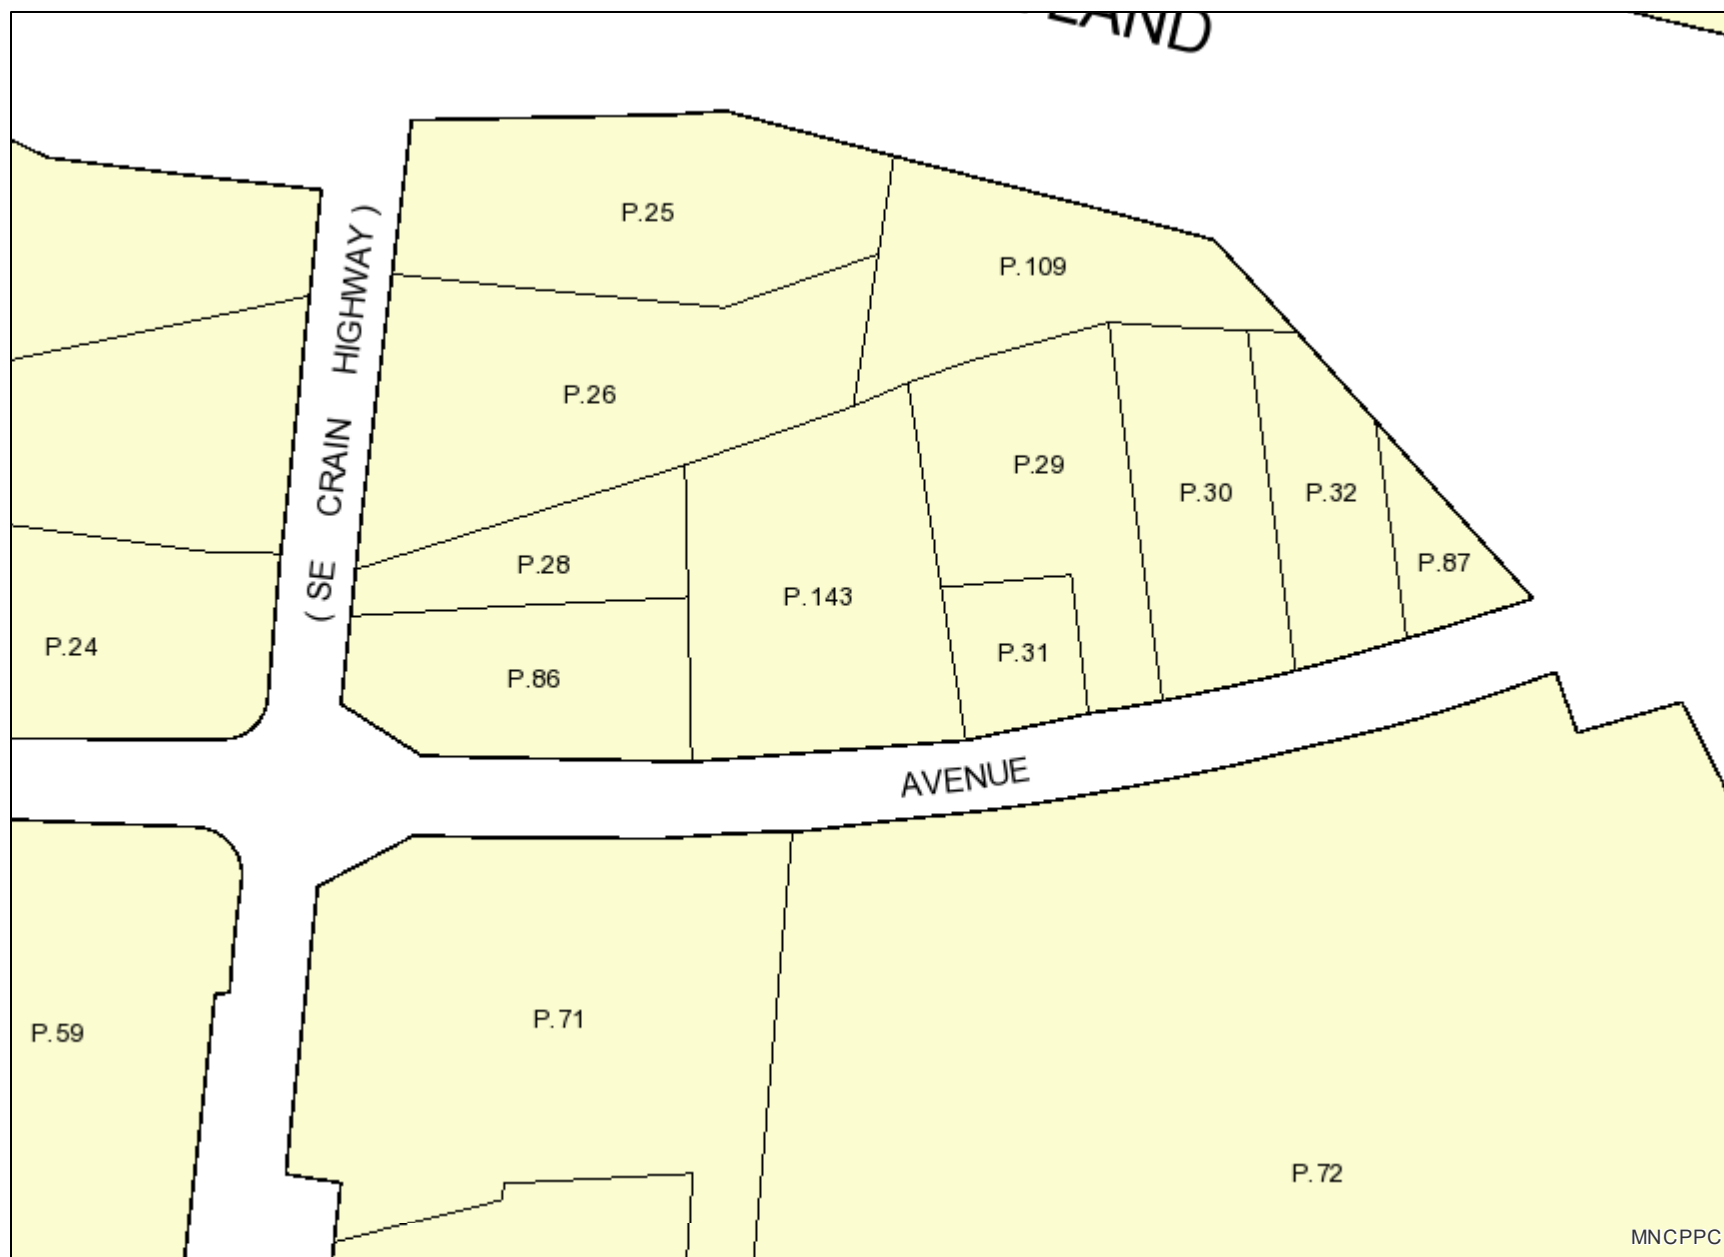 LAND
P.25
P.109
( SE CRAIN HIGHWAY )
P.26
P.29
P.30
P.32
P.28
P.87
P.143
P.24
P.31
P.86
AVENUE
P.71
P.59
P.72
MNCPPC